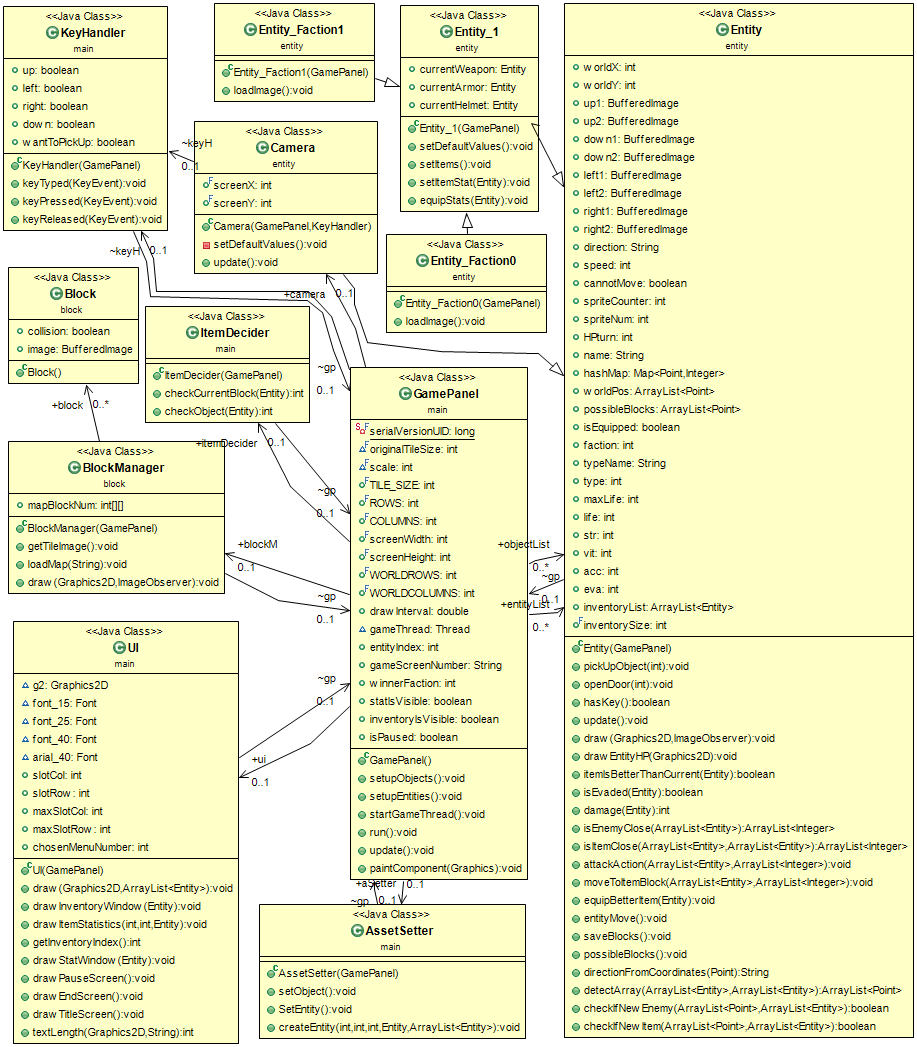 <<Java Class>>
KeyHandler
main
up: boolean
left: boolean
right: boolean
down: boolean
wantToPickUp: boolean
KeyHandler(GamePanel)
keyTyped(KeyEvent):void
keyPressed(KeyEvent):void
keyReleased(KeyEvent):void
<<Java Class>>
Entity_Faction1
entity
Entity_Faction1(GamePanel)
loadImage():void
<<Java Class>>
Entity_1
entity
currentWeapon: Entity
currentArmor: Entity
currentHelmet: Entity
Entity_1(GamePanel)
setDefaultValues():void
setItems():void
setItemStat(Entity):void
equipStats(Entity):void
<<Java Class>>
Entity
entity
worldX: int
worldY: int
up1: BufferedImage
up2: BufferedImage
down1: BufferedImage
down2: BufferedImage
left1: BufferedImage
left2: BufferedImage
right1: BufferedImage
right2: BufferedImage
direction: String
speed: int
cannotMove: boolean
spriteCounter: int
spriteNum: int
HPturn: int
name: String
hashMap: Map<Point,Integer>
worldPos: ArrayList<Point>
possibleBlocks: ArrayList<Point>
isEquipped: boolean
faction: int
typeName: String
type: int
maxLife: int
life: int
str: int
vit: int
acc: int
eva: int
inventoryList: ArrayList<Entity>
inventorySize: int
Entity(GamePanel)
pickUpObject(int):void
openDoor(int):void
hasKey():boolean
update():void
draw(Graphics2D,ImageObserver):void
drawEntityHP(Graphics2D):void
itemIsBetterThanCurrent(Entity):boolean
isEvaded(Entity):boolean
damage(Entity):int
isEnemyClose(ArrayList<Entity>):ArrayList<Integer>
isItemClose(ArrayList<Entity>,ArrayList<Entity>):ArrayList<Integer>
attackAction(ArrayList<Entity>,ArrayList<Integer>):void
moveToItemBlock(ArrayList<Entity>,ArrayList<Integer>):void
equipBetterItem(Entity):void
entityMove():void
saveBlocks():void
possibleBlocks():void
directionFromCoordinates(Point):String
detectArray(ArrayList<Entity>,ArrayList<Entity>):ArrayList<Point>
checkIfNewEnemy(ArrayList<Point>,ArrayList<Entity>):boolean
checkIfNewItem(ArrayList<Point>,ArrayList<Entity>):boolean
~keyH
0..1
<<Java Class>>
Camera
entity
screenX: int
screenY: int
Camera(GamePanel,KeyHandler)
setDefaultValues():void
update():void
<<Java Class>>
Entity_Faction0
entity
Entity_Faction0(GamePanel)
loadImage():void
~keyH
0..1
+camera
0..1
<<Java Class>>
Block
block
collision: boolean
image: BufferedImage
Block()
<<Java Class>>
ItemDecider
main
ItemDecider(GamePanel)
checkCurrentBlock(Entity):int
checkObject(Entity):int
~gp
0..1
+block
0..*
+itemDecider
0..1
<<Java Class>>
BlockManager
block
mapBlockNum: int[][]
BlockManager(GamePanel)
getTileImage():void
loadMap(String):void
draw(Graphics2D,ImageObserver):void
~gp
0..1
+blockM
0..1
~gp
0..1
<<Java Class>>
GamePanel
main
serialVersionUID: long
originalTileSize: int
scale: int
TILE_SIZE: int
ROWS: int
COLUMNS: int
screenWidth: int
screenHeight: int
WORLDROWS: int
WORLDCOLUMNS: int
drawInterval: double
gameThread: Thread
entityIndex: int
gameScreenNumber: String
winnerFaction: int
statIsVisible: boolean
inventoryIsVisible: boolean
isPaused: boolean
GamePanel()
setupObjects():void
setupEntities():void
startGameThread():void
run():void
update():void
paintComponent(Graphics):void
+objectList
0..*
~gp
0..1
+entityList
0..*
<<Java Class>>
UI
main
g2: Graphics2D
font_15: Font
font_25: Font
font_40: Font
arial_40: Font
slotCol: int
slotRow: int
maxSlotCol: int
maxSlotRow: int
chosenMenuNumber: int
UI(GamePanel)
draw(Graphics2D,ArrayList<Entity>):void
drawInventoryWindow(Entity):void
drawItemStatistics(int,int,Entity):void
getInventoryIndex():int
drawStatWindow(Entity):void
drawPauseScreen():void
drawEndScreen():void
drawTitleScreen():void
textLength(Graphics2D,String):int
~gp
0..1
+ui
0..1
+aSetter
0..1
~gp
0..1
<<Java Class>>
AssetSetter
main
AssetSetter(GamePanel)
setObject():void
SetEntity():void
createEntity(int,int,int,Entity,ArrayList<Entity>):void